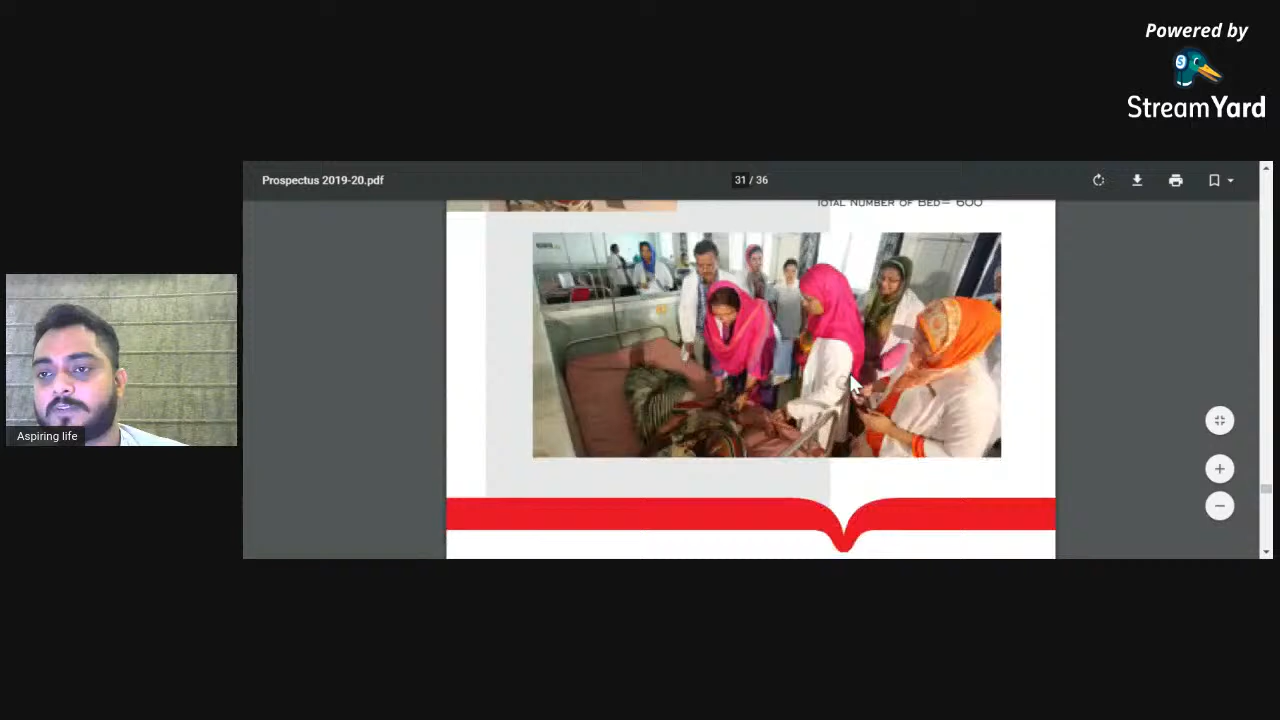 Powered by
StreamYard
Prospectus 2019-20.pdf
31 / 36
TOTAL NUMBER OF BED= 600
Aspiring life